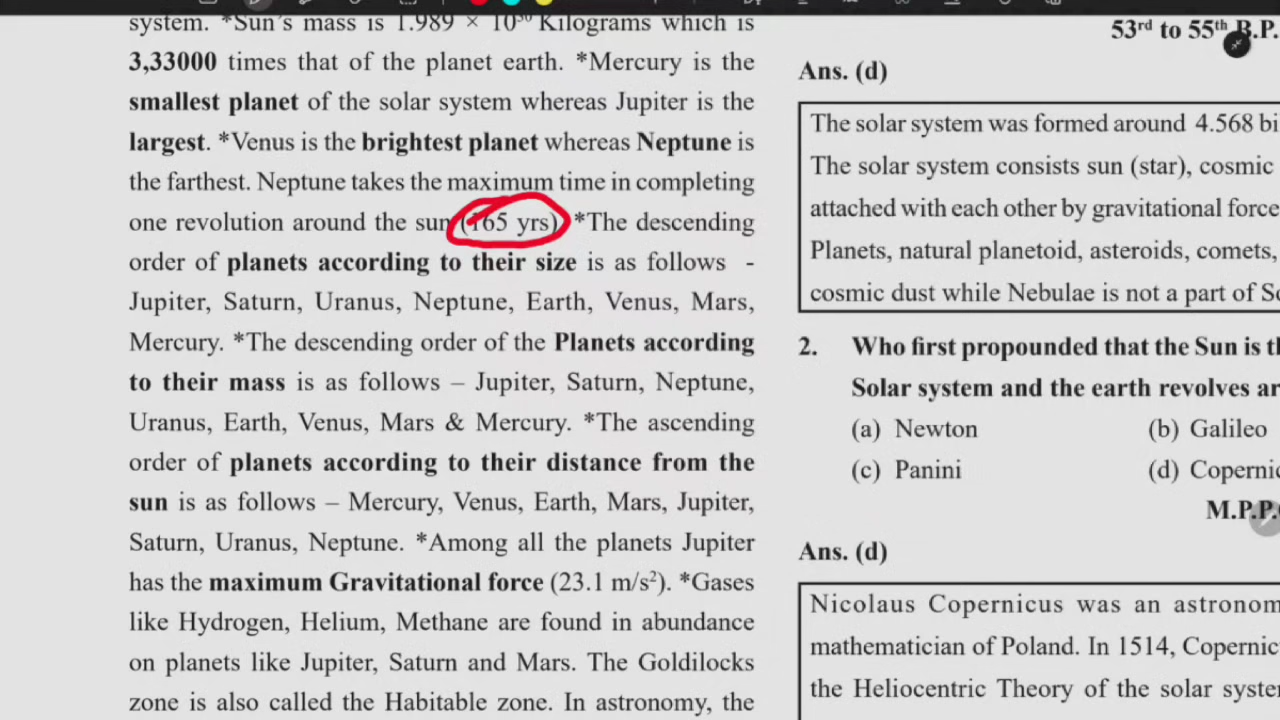 system. *Sun's mass is 1.989 × 10³⁰ Kilograms which is
3,33000 times that of the planet earth. *Mercury is the
smallest planet of the solar system whereas Jupiter is the
largest. *Venus is the brightest planet whereas Neptune is
the farthest. Neptune takes the maximum time in completing
one revolution around the sun (165 yrs) *The descending
order of planets according to their size is as follows -
Jupiter, Saturn, Uranus, Neptune, Earth, Venus, Mars,
Mercury. *The descending order of the Planets according
to their mass is as follows – Jupiter, Saturn, Neptune,
Uranus, Earth, Venus, Mars & Mercury. *The ascending
order of planets according to their distance from the
sun is as follows – Mercury, Venus, Earth, Mars, Jupiter,
Saturn, Uranus, Neptune. *Among all the planets Jupiter
has the maximum Gravitational force (23.1 m/s²). *Gases
like Hydrogen, Helium, Methane are found in abundance
on planets like Jupiter, Saturn and Mars. The Goldilocks
zone is also called the Habitable zone. In astronomy, the
53rd to 55th B.P.
Ans. (d)
The solar system was formed around 4.568 bi
The solar system consists sun (star), cosmic
attached with each other by gravitational force
Planets, natural planetoid, asteroids, comets,
cosmic dust while Nebulae is not a part of So
2. Who first propounded that the Sun is th
Solar system and the earth revolves ar
(a) Newton (b) Galileo
(c) Panini (d) Copernic
M.P.P.
Ans. (d)
Nicolaus Copernicus was an astronom
mathematician of Poland. In 1514, Copernic
the Heliocentric Theory of the solar syste